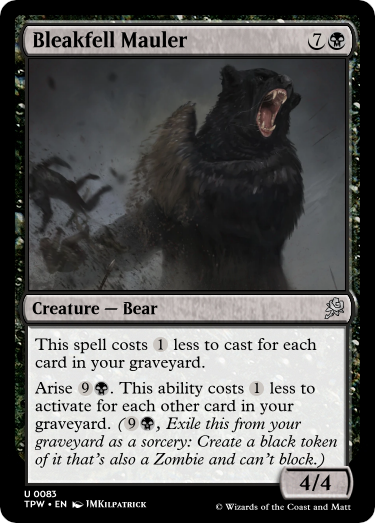 Bleakfell Mauler 7
Creature — Bear
This spell costs 1 less to cast for each
card in your graveyard.
Arise 9. This ability costs 1 less to
activate for each other card in your
graveyard. (9, Exile this from your
graveyard as a sorcery: Create a black token
of it that's also a Zombie and can't block.)
4/4
U 0083
TPW • EN JMKilpatrick
© Wizards of the Coast and Matt